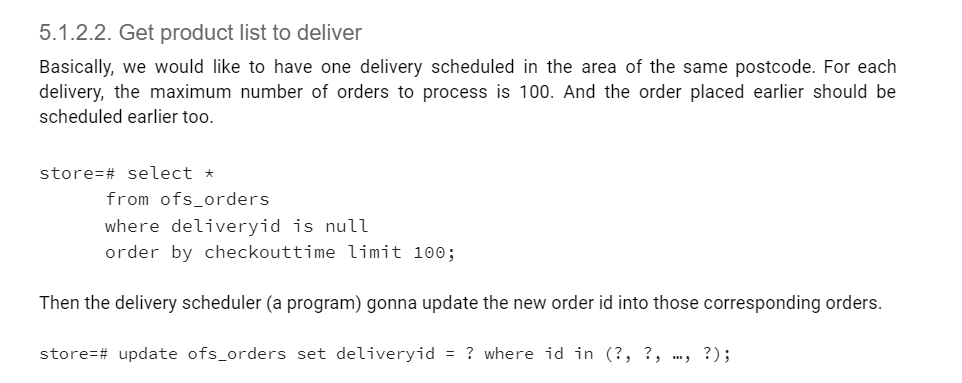 5.1.2.2. Get product list to deliver
Basically, we would like to have one delivery scheduled in the area of the same postcode. For each
delivery, the maximum number of orders to process is 100. And the order placed earlier should be
scheduled earlier too.
store=# select *
from ofs_orders
where deliveryid is null
order by checkouttime limit 100;
Then the delivery scheduler (a program) gonna update the new order id into those corresponding orders.
store=# update ofs_orders set deliveryid = ? where id in (?, ?, …, ?);